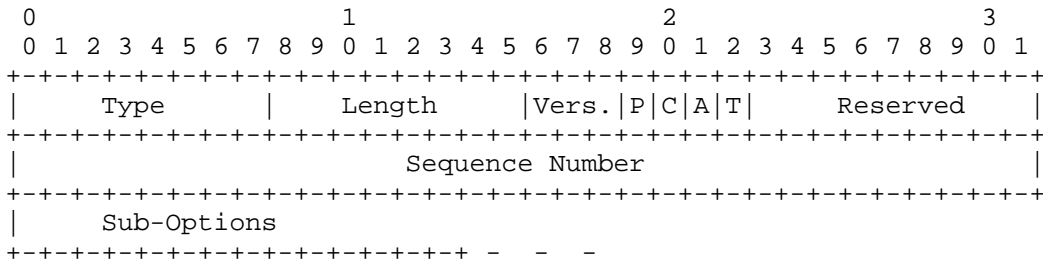 0                   1                   2                   3
 0 1 2 3 4 5 6 7 8 9 0 1 2 3 4 5 6 7 8 9 0 1 2 3 4 5 6 7 8 9 0 1
+-+-+-+-+-+-+-+-+-+-+-+-+-+-+-+-+-+-+-+-+-+-+-+-+-+-+-+-+-+-+-+-+
|     Type      |    Length     |Vers.|P|C|A|T|     Reserved    |
+-+-+-+-+-+-+-+-+-+-+-+-+-+-+-+-+-+-+-+-+-+-+-+-+-+-+-+-+-+-+-+-+
|                        Sequence Number                        |
+-+-+-+-+-+-+-+-+-+-+-+-+-+-+-+-+-+-+-+-+-+-+-+-+-+-+-+-+-+-+-+-+
|     Sub-Options
+-+-+-+-+-+-+-+-+-+-+-+-+-+-+ -  -  -